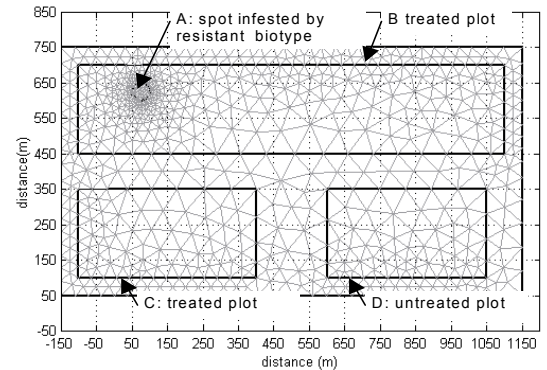 A: spot infested by
resistant biotype
B treated plot
850
750
650
550
450
350
250
150
50
-50
distance(m)
C: treated plot
D: untreated plot
-150 -50 50 150 250 350 450 550 650 750 850 950 1050 1150
distance (m)